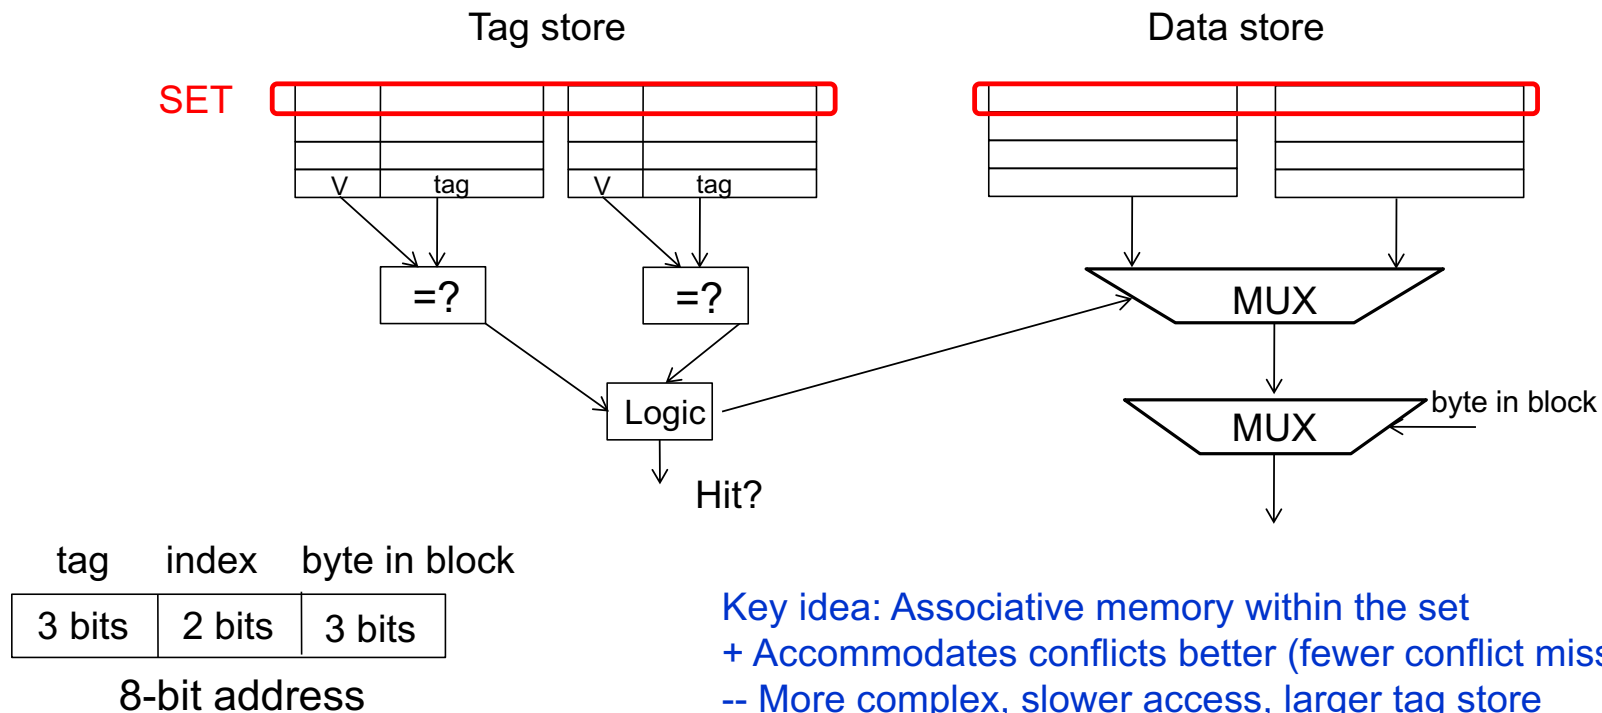 Tag store
Data store
SET
V tag V tag
=? =?
MUX
Logic
byte in block
MUX
Hit?
tag index byte in block
3 bits 2 bits 3 bits
8-bit address
Key idea: Associative memory within the set
+ Accommodates conflicts better (fewer conflict miss
-- More complex, slower access, larger tag store